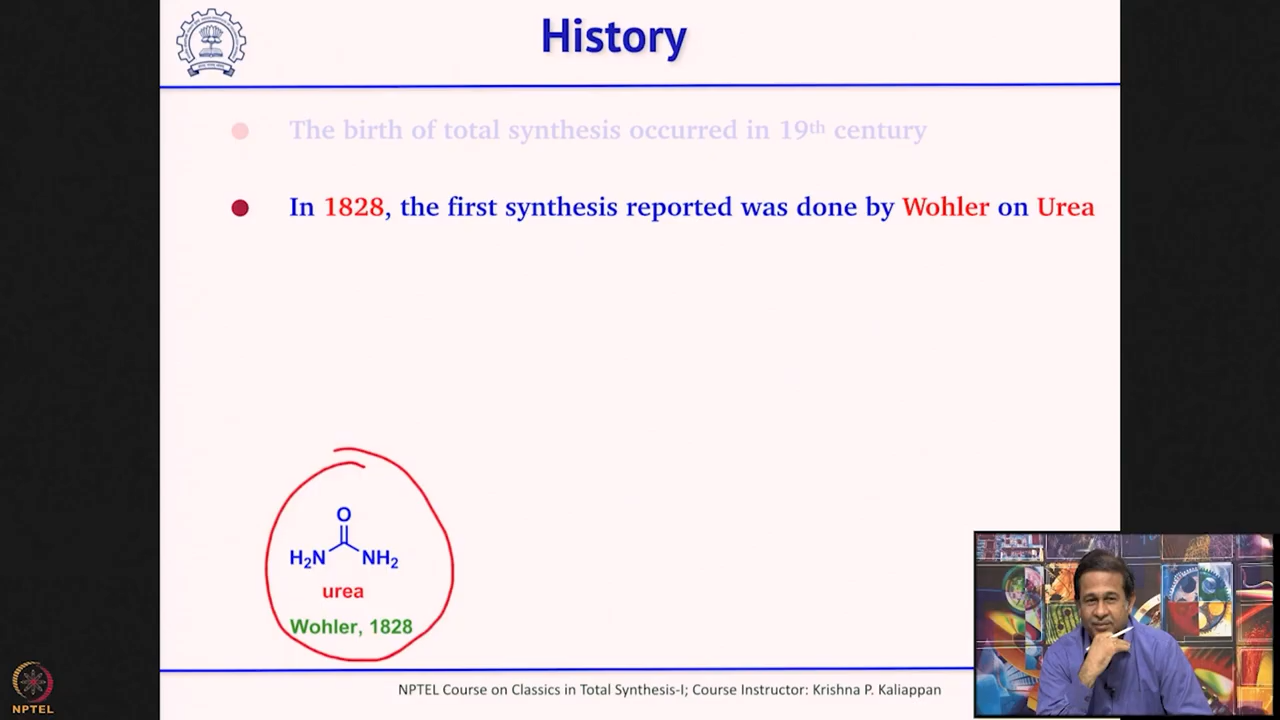 History
The birth of total synthesis occurred in 19th century
In 1828, the first synthesis reported was done by Wohler on Urea
O
H₂N NH₂
urea
Wohler, 1828
NPTEL Course on Classics in Total Synthesis-I; Course Instructor: Krishna P. Kaliappan
NPTEL